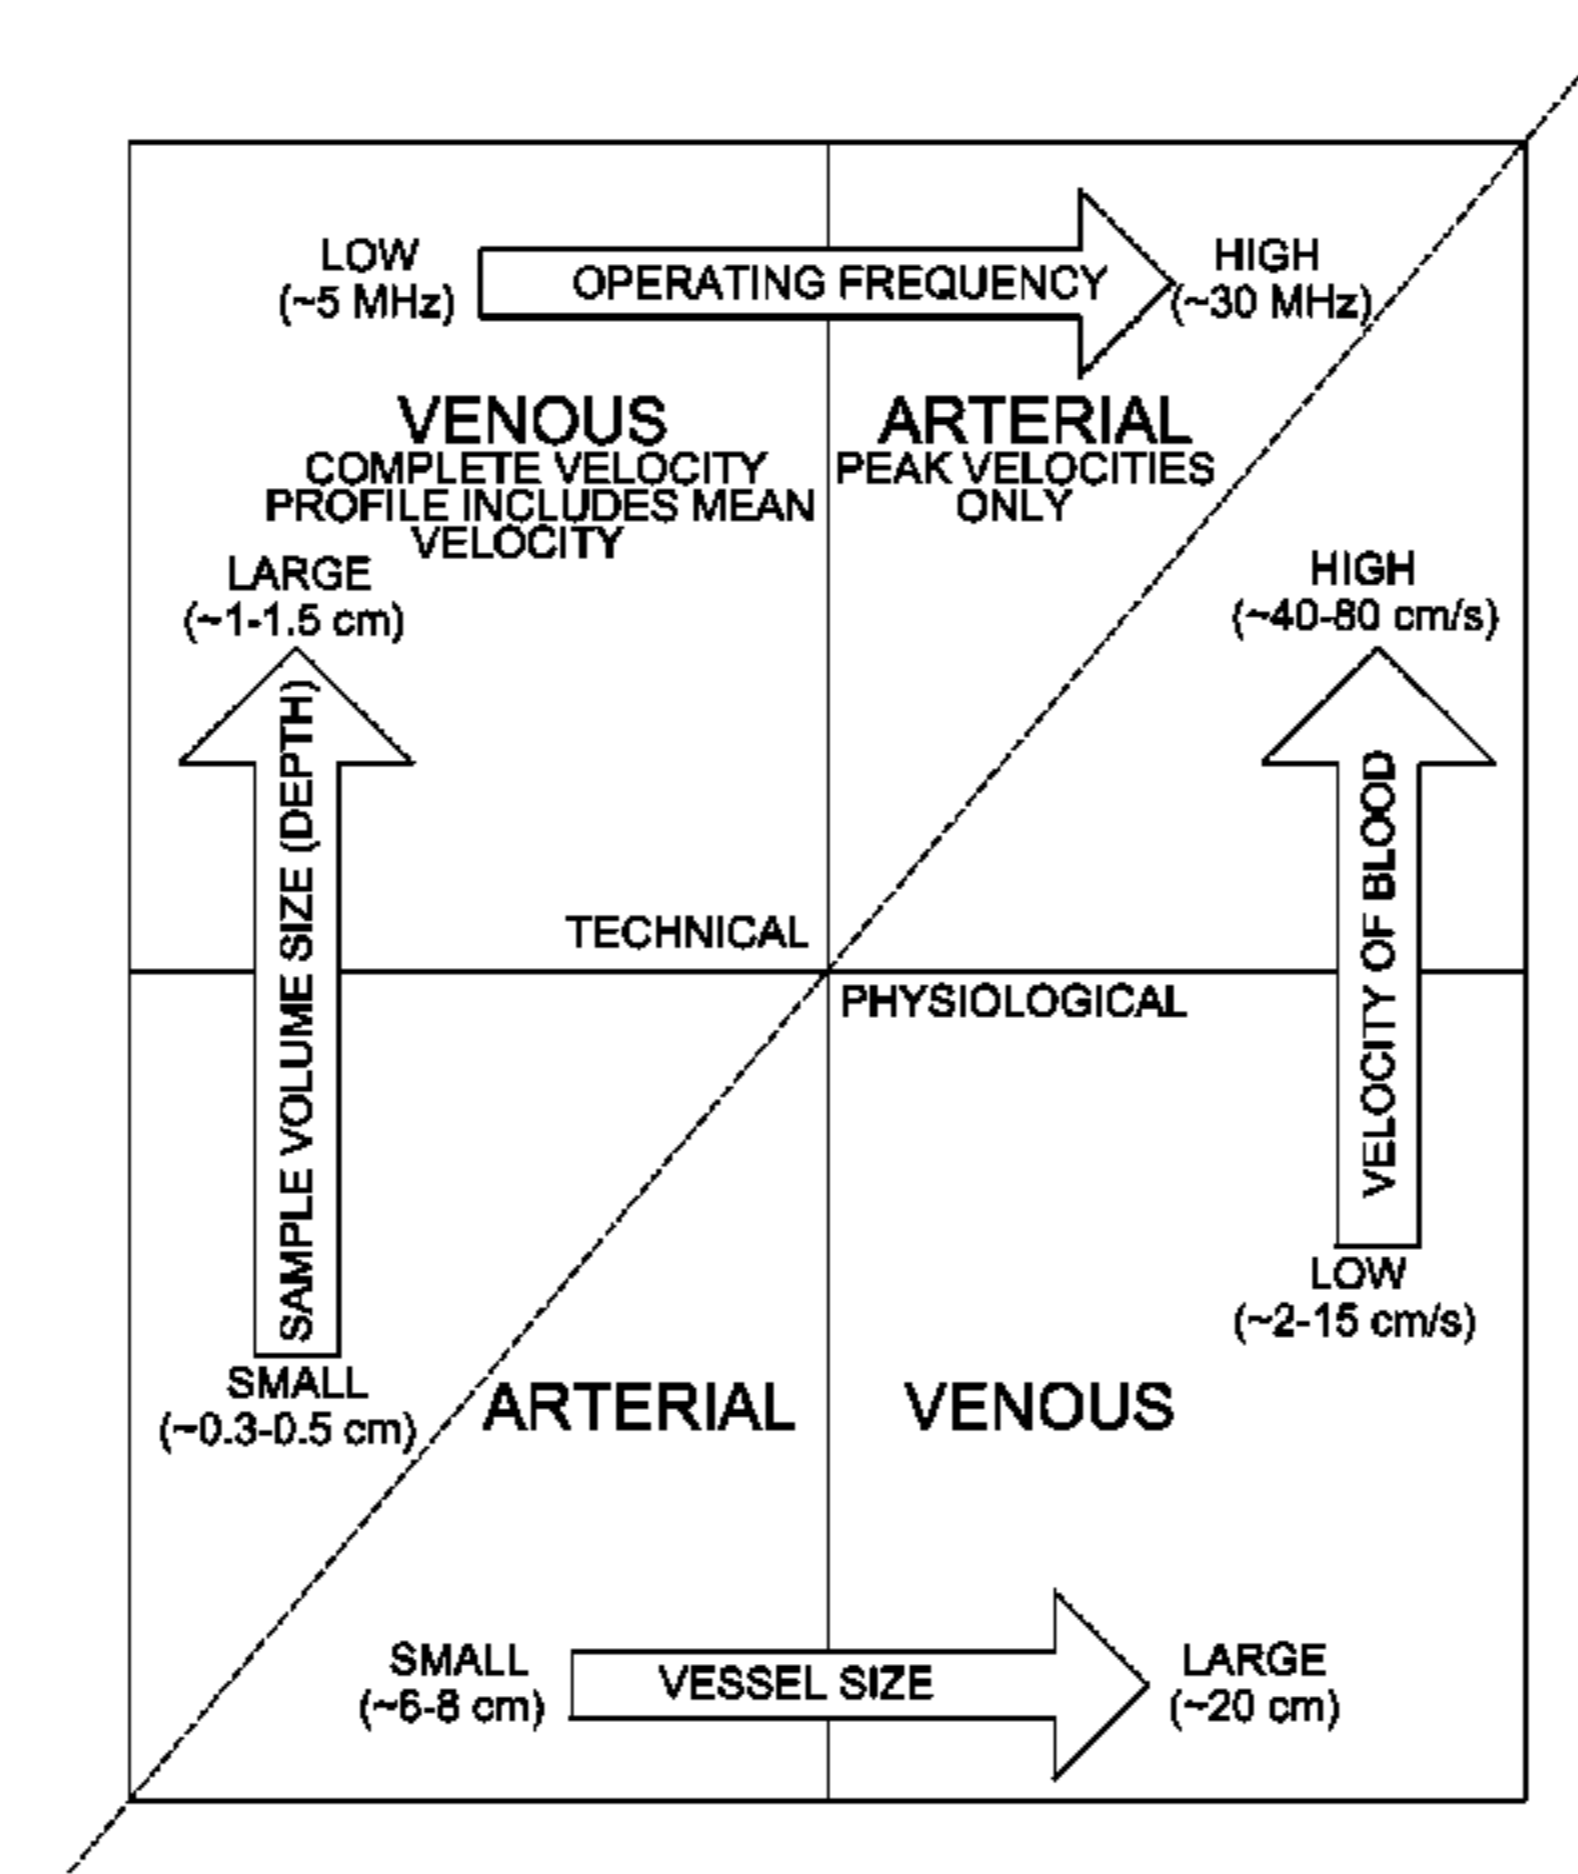 LOW
(~5 MHz)
OPERATING FREQUENCY
HIGH
(~30 MHz)
VENOUS
COMPLETE VELOCITY
PROFILE INCLUDES MEAN
VELOCITY
ARTERIAL
PEAK VELOCITIES
ONLY
LARGE
(~1-1.5 cm)
SAMPLE VOLUME SIZE (DEPTH)
SMALL
(~0.3-0.5 cm)
HIGH
(~40-80 cm/s)
VELOCITY OF BLOOD
LOW
(~2-15 cm/s)
TECHNICAL
PHYSIOLOGICAL
ARTERIAL
VENOUS
SMALL
(~6-8 cm)
VESSEL SIZE
LARGE
(~20 cm)